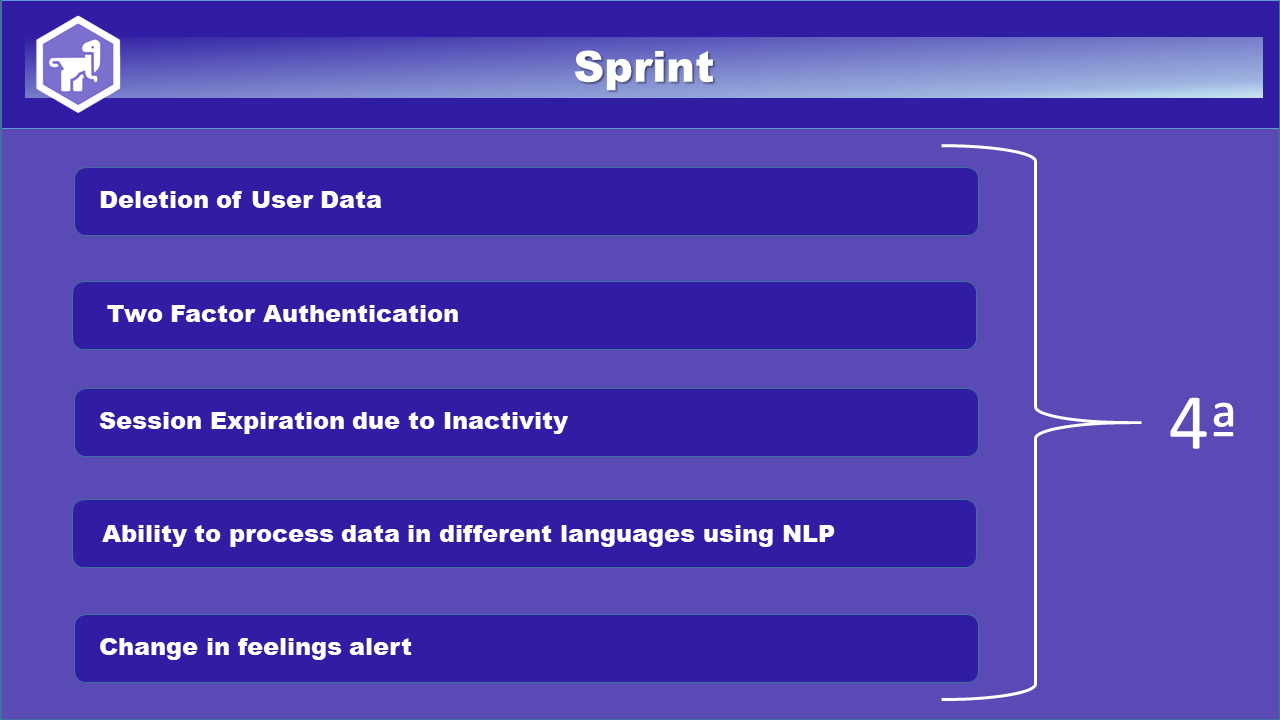 Sprint
Deletion of User Data
Two Factor Authentication
Session Expiration due to Inactivity
4ª
Ability to process data in different languages using NLP
Change in feelings alert